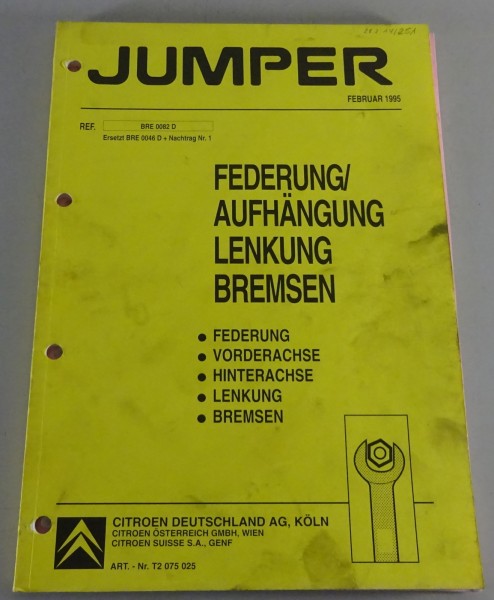 JUMPER
FEBRUAR 1995
REF. BRE 0082 D
Ersetzt BRE 0046 D + Nachtrag Nr. 1
FEDERUNG/
AUFHÄNGUNG
LENKUNG
BREMSEN
● FEDERUNG
● VORDERACHSE
● HINTERACHSE
● LENKUNG
● BREMSEN
CITROEN DEUTSCHLAND AG, KÖLN
CITROEN ÖSTERREICH GMBH, WIEN
CITROEN SUISSE S.A., GENF
ART. - Nr. T2 075 025